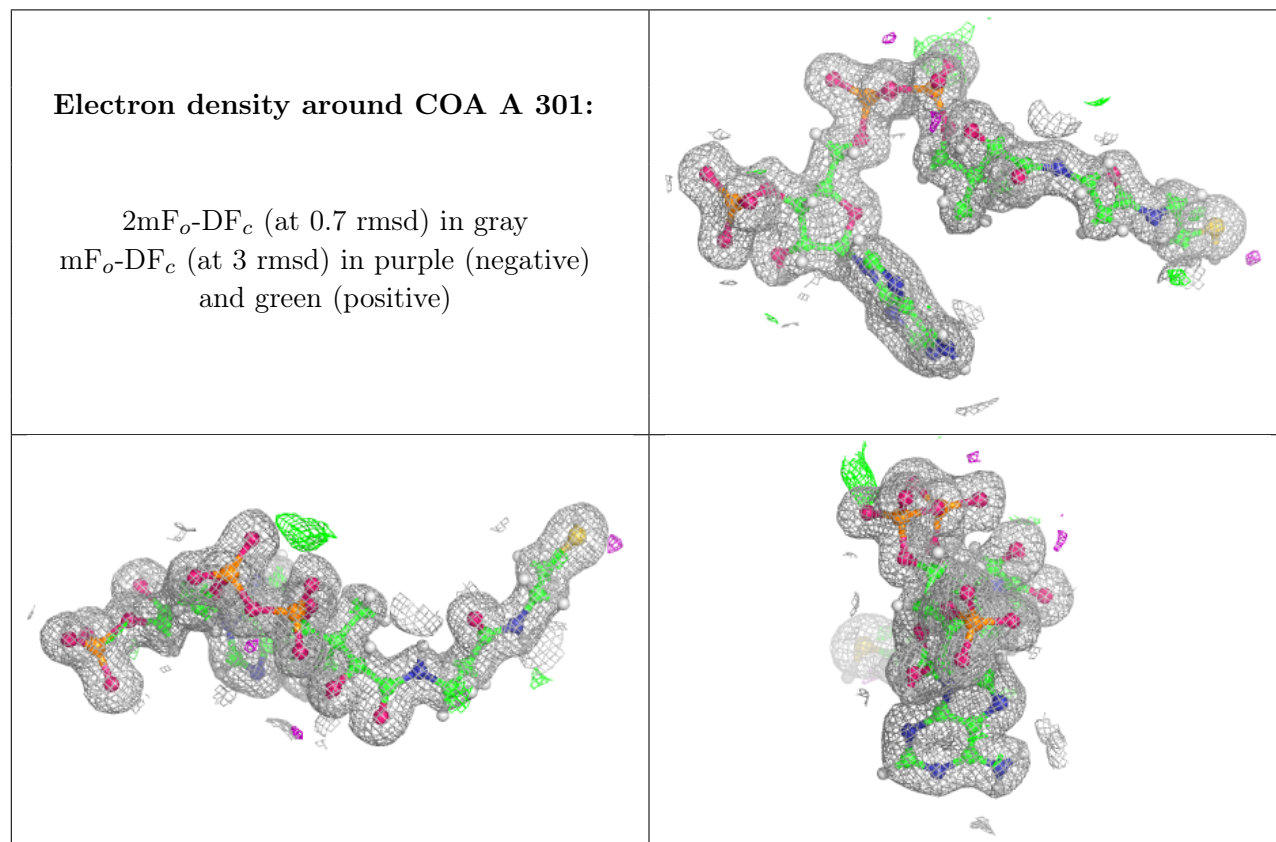 Electron density around COA A 301:
2mFo-DFc (at 0.7 rmsd) in gray
mFo-DFc (at 3 rmsd) in purple (negative)
and green (positive)